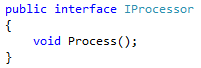 public interface IProcessor
{
    void Process();
}